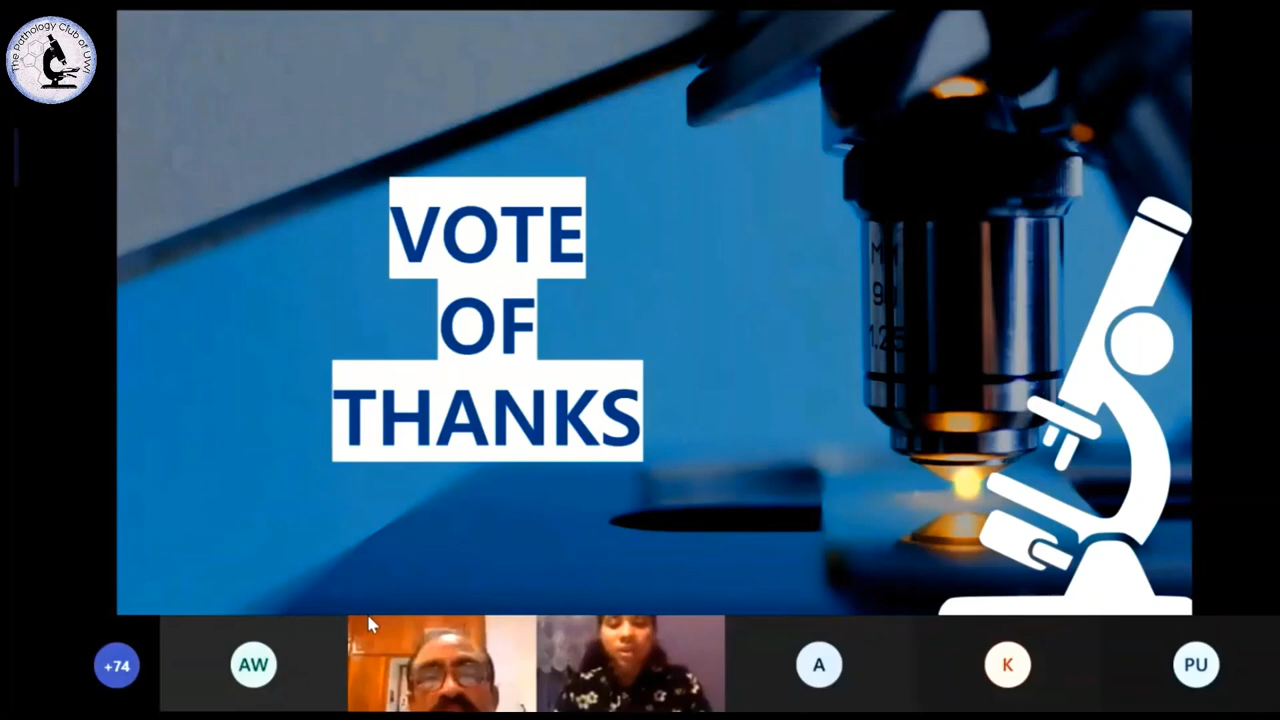 The Pathology Club of UWI
VOTE
OF
THANKS
+74
AW
A
K
PU